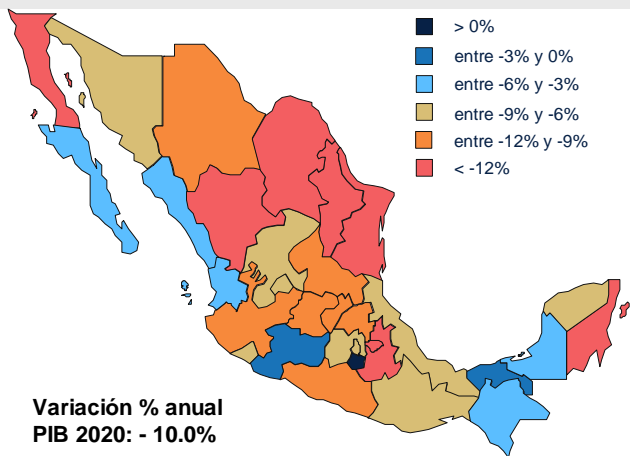 > 0%
entre -3% y 0%
entre -6% y -3%
entre -9% y -6%
entre -12% y -9%
< -12%
Variación % anual
PIB 2020: - 10.0%